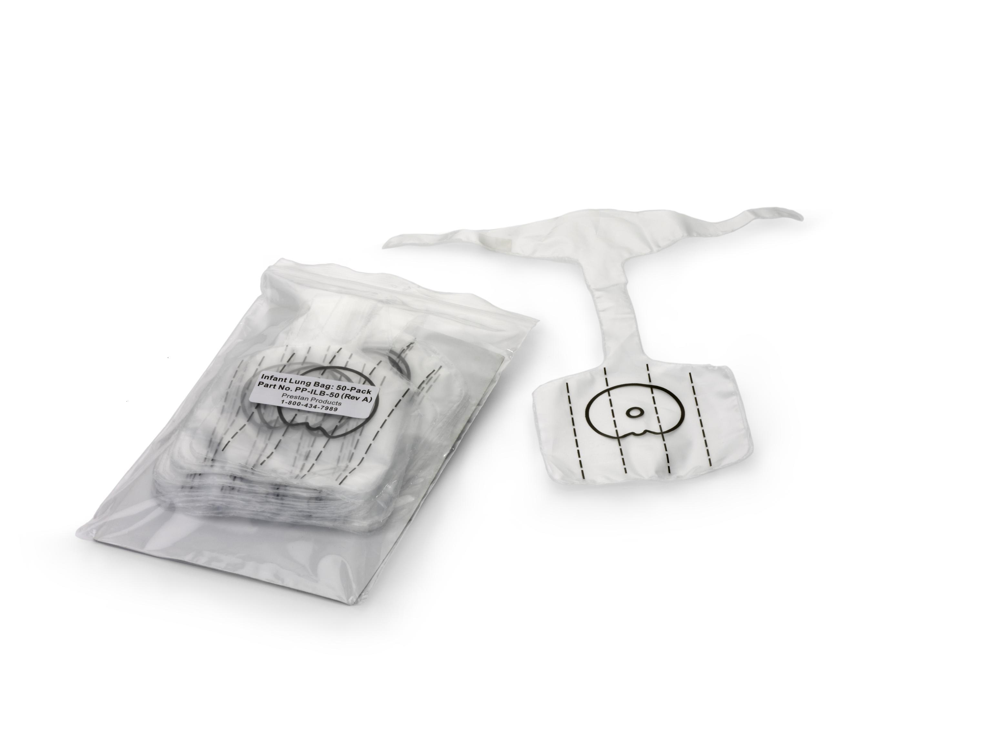 Infant Lung Bag: 50-Pack
Part No. PP-ILB-50 (Rev A)
Prestan Products
1-800-434-7989